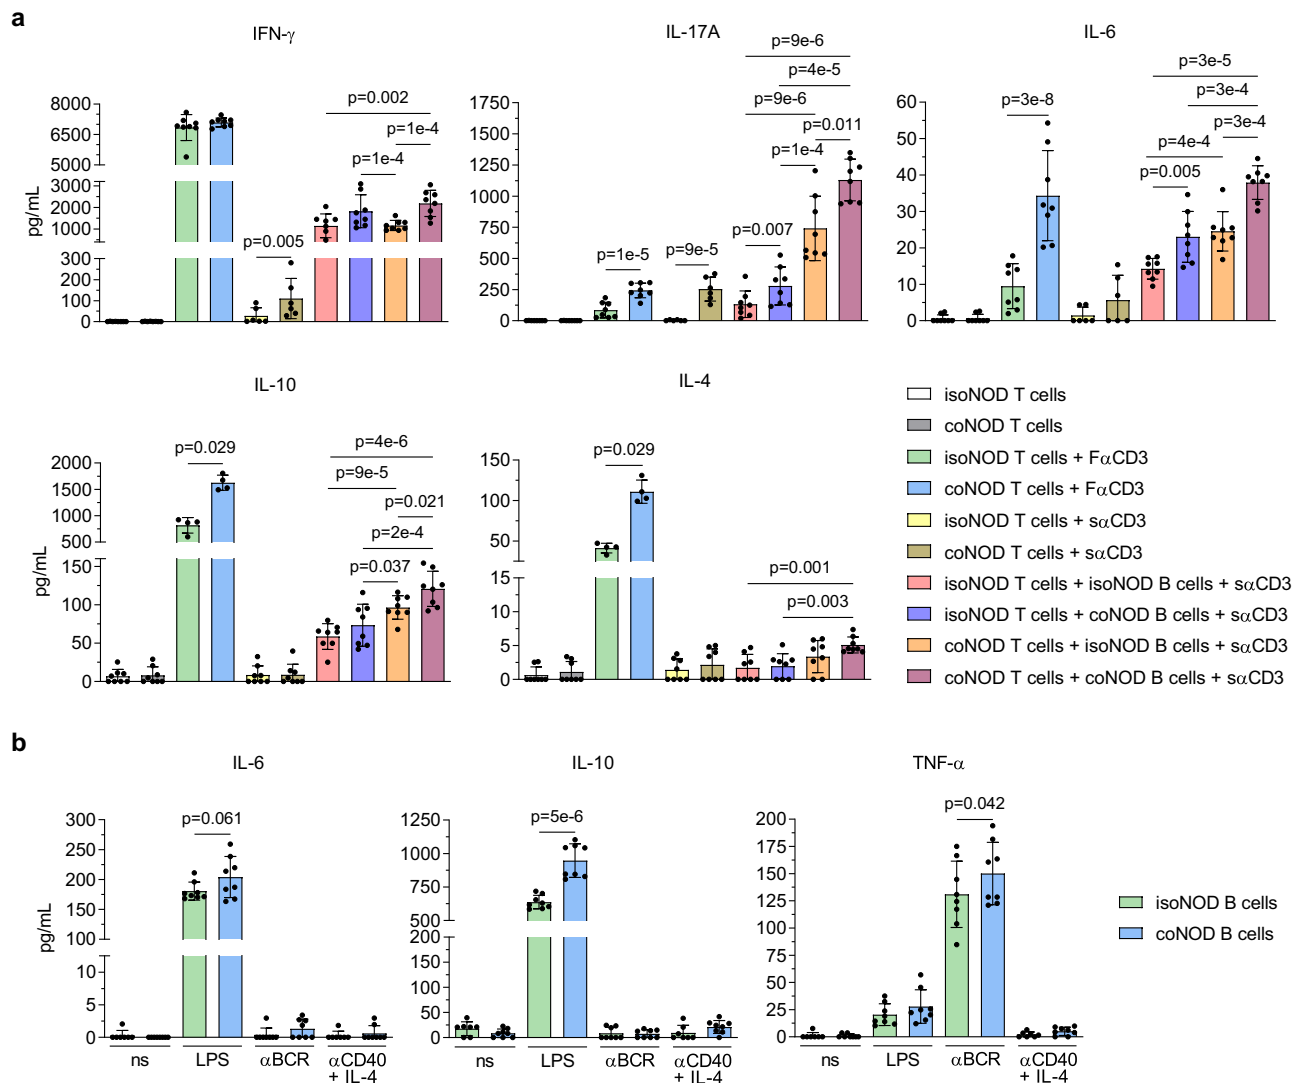 a
IFN-γ
pg/mL
8000
6500
5000
3000
2000
1000
0
300
200
100
0
p=0.005
p=0.002
p=1e-4
p=1e-4
IL-17A
1750
1500
1250
1000
750
500
250
0
p=1e-5
p=9e-5
p=0.007
p=1e-4
p=0.011
p=9e-6
p=4e-5
p=9e-6
IL-6
60
50
40
30
20
10
0
p=3e-8
p=0.005
p=4e-4
p=3e-4
p=3e-4
p=3e-5
IL-10
pg/mL
2000
1500
1000
500
150
100
50
0
p=0.029
p=4e-6
p=9e-5
p=0.021
p=2e-4
p=0.037
IL-4
150
100
50
0
15
10
5
0
p=0.029
p=0.001
p=0.003
isoNOD T cells
coNOD T cells
isoNOD T cells + FαCD3
coNOD T cells + FαCD3
isoNOD T cells + sαCD3
coNOD T cells + sαCD3
isoNOD T cells + isoNOD B cells + sαCD3
isoNOD T cells + coNOD B cells + sαCD3
coNOD T cells + isoNOD B cells + sαCD3
coNOD T cells + coNOD B cells + sαCD3
b
IL-6
pg/mL
300
250
200
150
100
5
2
0
p=0.061
ns
LPS
αBCR
αCD40
+ IL-4
IL-10
1250
1000
750
500
200
150
100
50
0
p=5e-6
ns
LPS
αBCR
αCD40
+ IL-4
TNF-α
200
175
150
125
100
75
50
25
0
p=0.042
ns
LPS
αBCR
αCD40
+ IL-4
isoNOD B cells
coNOD B cells